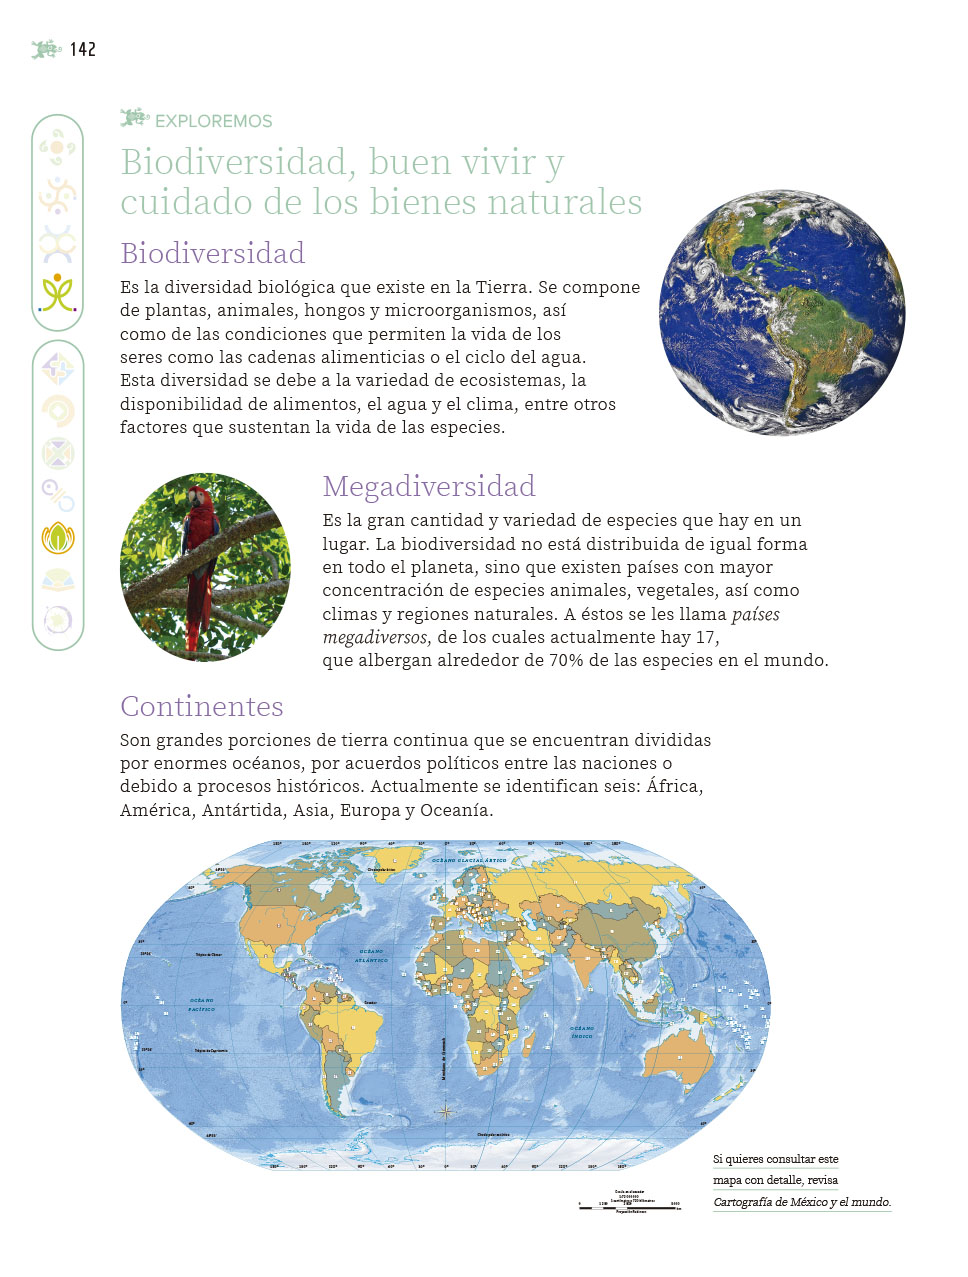 142
EXPLOREMOS
Biodiversidad, buen vivir y
cuidado de los bienes naturales
Biodiversidad
Es la diversidad biológica que existe en la Tierra. Se compone
de plantas, animales, hongos y microorganismos, así
como de las condiciones que permiten la vida de los
seres como las cadenas alimenticias o el ciclo del agua.
Esta diversidad se debe a la variedad de ecosistemas, la
disponibilidad de alimentos, el agua y el clima, entre otros
factores que sustentan la vida de las especies.
Megadiversidad
Es la gran cantidad y variedad de especies que hay en un
lugar. La biodiversidad no está distribuida de igual forma
en todo el planeta, sino que existen países con mayor
concentración de especies animales, vegetales, así como
climas y regiones naturales. A éstos se les llama países
megadiversos, de los cuales actualmente hay 17,
que albergan alrededor de 70% de las especies en el mundo.
Continentes
Son grandes porciones de tierra continua que se encuentran divididas
por enormes océanos, por acuerdos políticos entre las naciones o
debido a procesos históricos. Actualmente se identifican seis: África,
América, Antártida, Asia, Europa y Oceanía.
OCÉANO GLACIAL ÁRTICO
Círculo polar ártico
OCÉANO
ATLÁNTICO
Trópico de Cáncer
OCÉANO
PACÍFICO
Ecuador
OCÉANO
ÍNDICO
Trópico de Capricornio
Círculo polar antártico
Si quieres consultar este
mapa con detalle, revisa
Cartografía de México y el mundo.